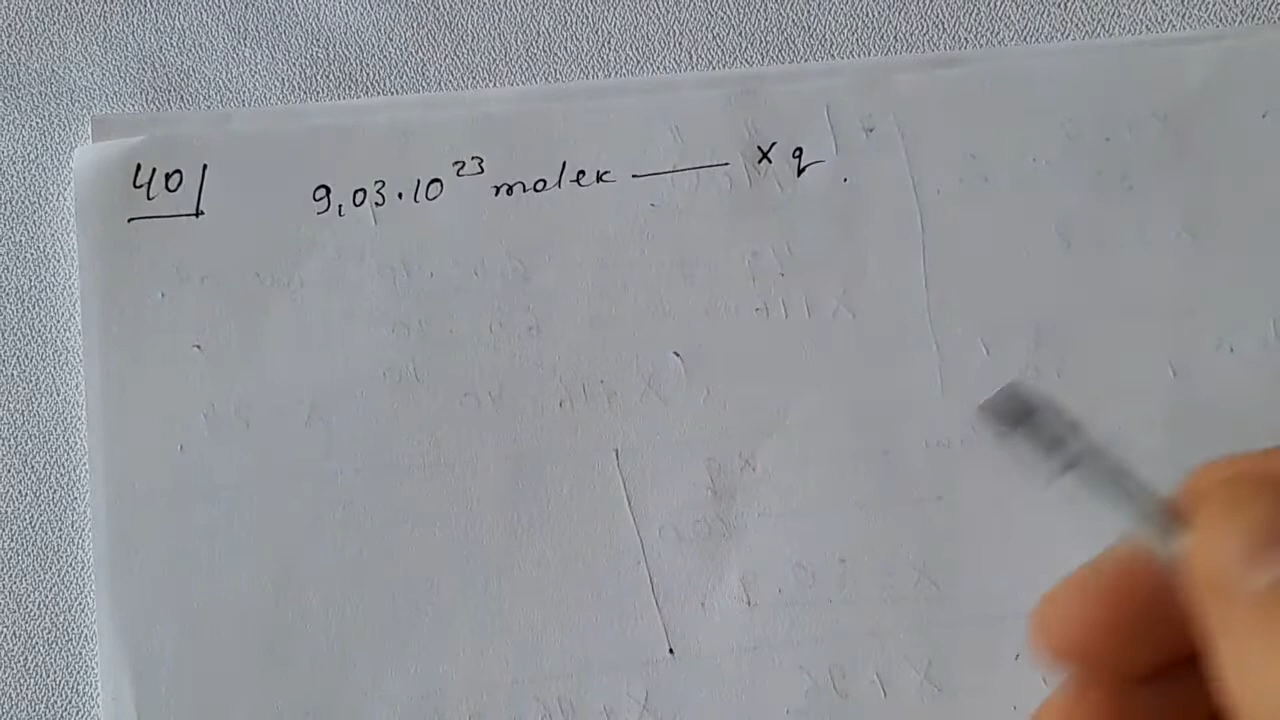 40/ 9,03.10²³ molek — x q.